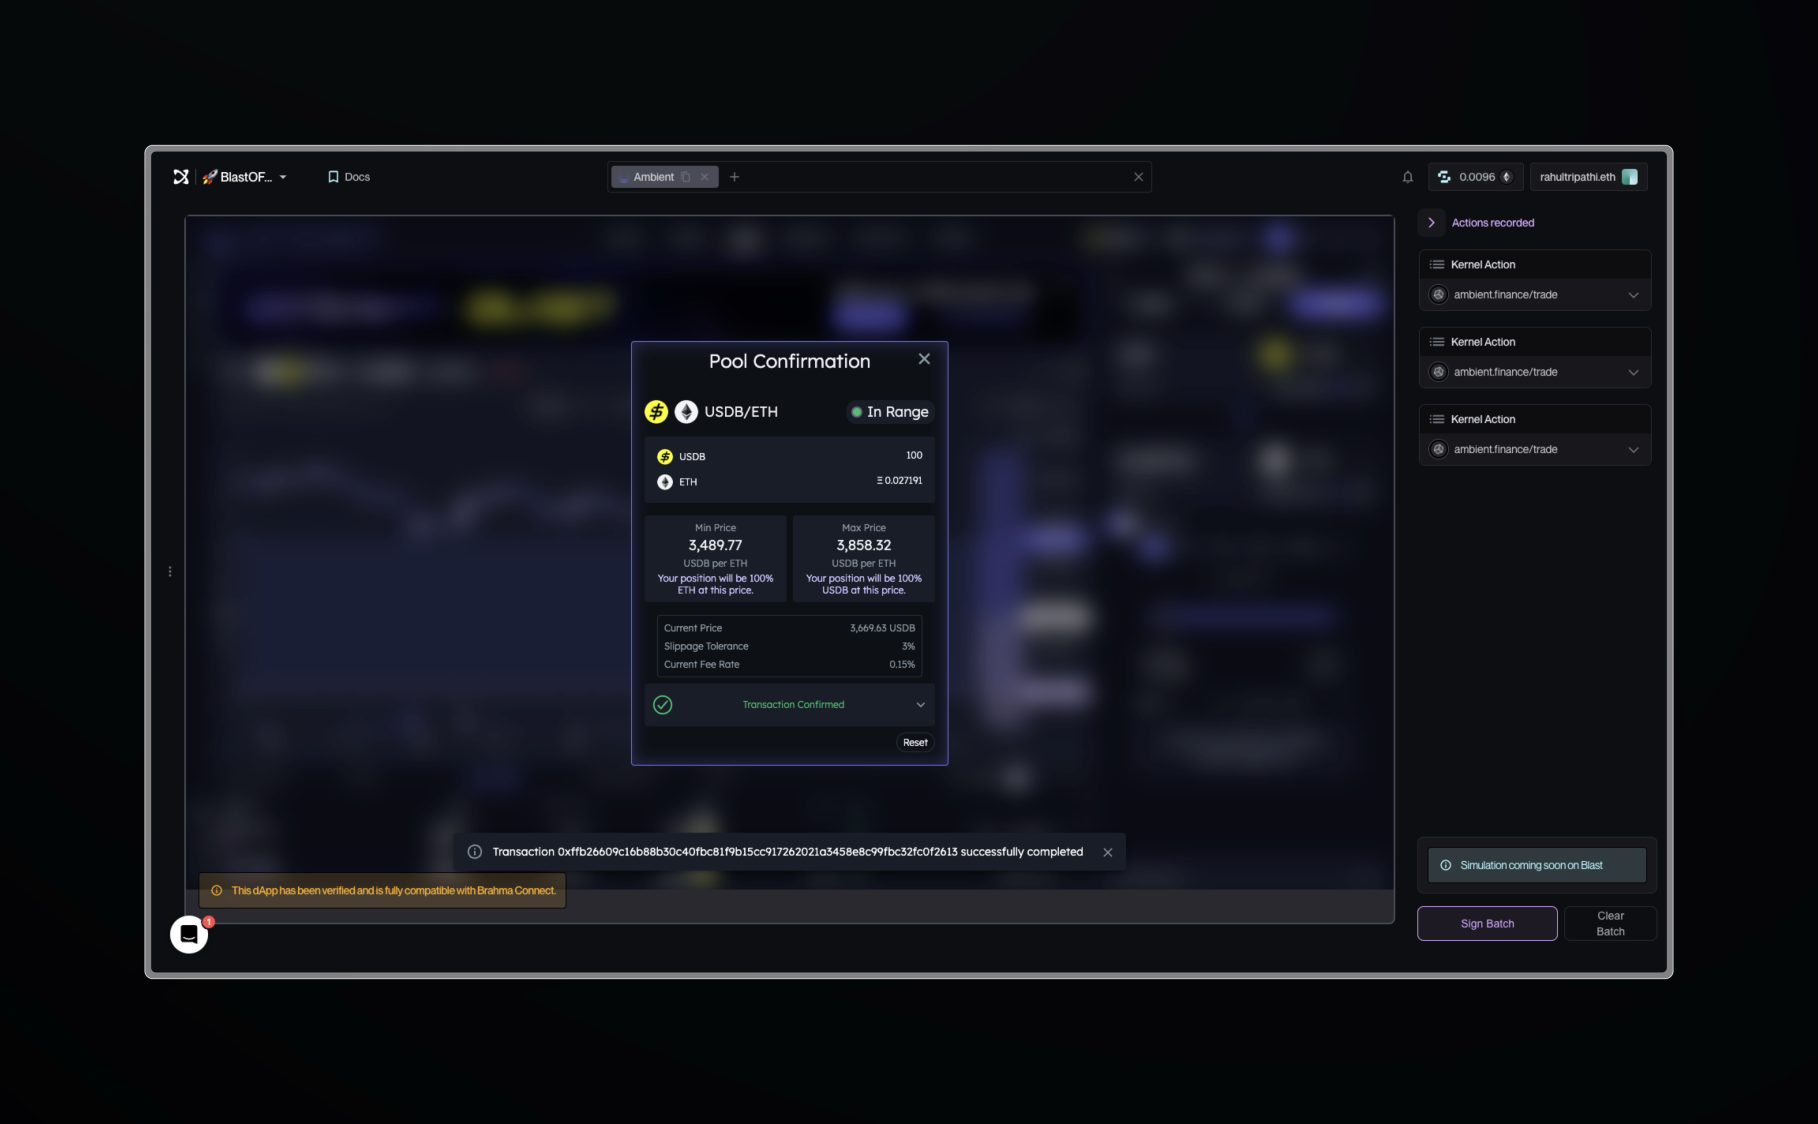 BlastOF...
Docs
Ambient
0.0096
rahultripathi.eth
Actions recorded
Kernel Action
ambient.finance/trade
Kernel Action
ambient.finance/trade
Kernel Action
ambient.finance/trade
Pool Confirmation
USDB/ETH
In Range
USDB 100
ETH Ξ 0.027191
Min Price
3,489.77
USDB per ETH
Your position will be 100%
ETH at this price.
Max Price
3,858.32
USDB per ETH
Your position will be 100%
USDB at this price.
Current Price 3,669.63 USDB
Slippage Tolerance 3%
Current Fee Rate 0.15%
Transaction Confirmed
Reset
Transaction 0xffb26609c16b88b30c40fbc81f9b15cc917262021a3458e8c99fbc32fc0f2613 successfully completed
This dApp has been verified and is fully compatible with Brahma Connect.
1
Simulation coming soon on Blast
Sign Batch
Clear
Batch